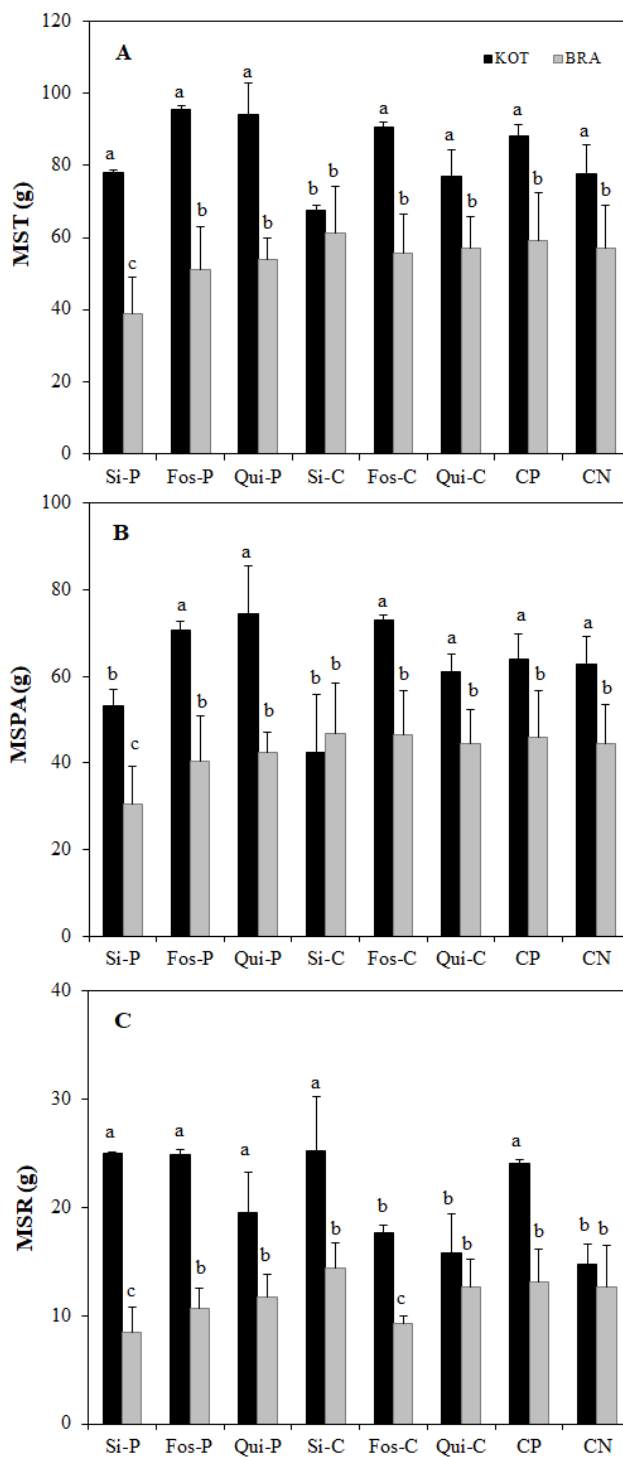 120
A
KOT BRA
a a a b b a a a a
100
80
60
40
20
0
c b b b b b b
MST (g)
Si-P Fos-P Qui-P Si-C Fos-C Qui-C CP CN
100
B
a a a a a a
80
60
40
20
0
b c b b b b b b b b
MSPA(g)
Si-P Fos-P Qui-P Si-C Fos-C Qui-C CP CN
40
C
a a a a a
30
20
10
0
c b b b b c b b b b b
MSR (g)
Si-P Fos-P Qui-P Si-C Fos-C Qui-C CP CN